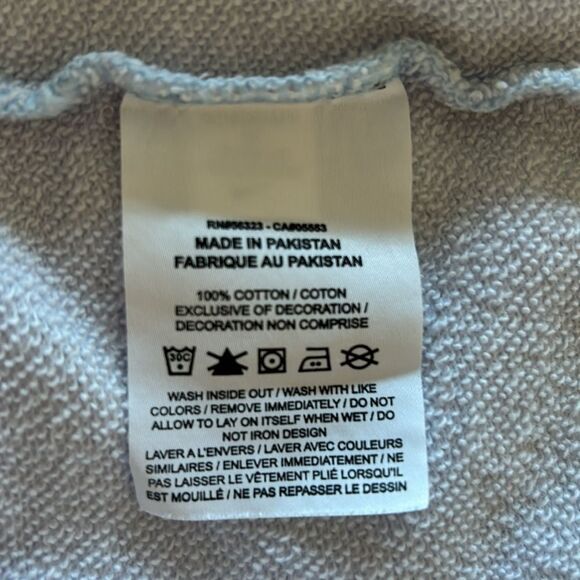 RN#56323 - CA#05553
MADE IN PAKISTAN
FABRIQUE AU PAKISTAN
100% COTTON / COTON
EXCLUSIVE OF DECORATION /
DECORATION NON COMPRISE
30C
WASH INSIDE OUT / WASH WITH LIKE
COLORS / REMOVE IMMEDIATELY / DO NOT
ALLOW TO LAY ON ITSELF WHEN WET / DO
NOT IRON DESIGN
LAVER A L'ENVERS / LAVER AVEC COULEURS
SIMILAIRES / ENLEVER IMMEDIATEMENT / NE
PAS LAISSER LE VÊTEMENT PLIÉ LORSQU'IL
EST MOUILLÉ / NE PAS REPASSER LE DESSIN